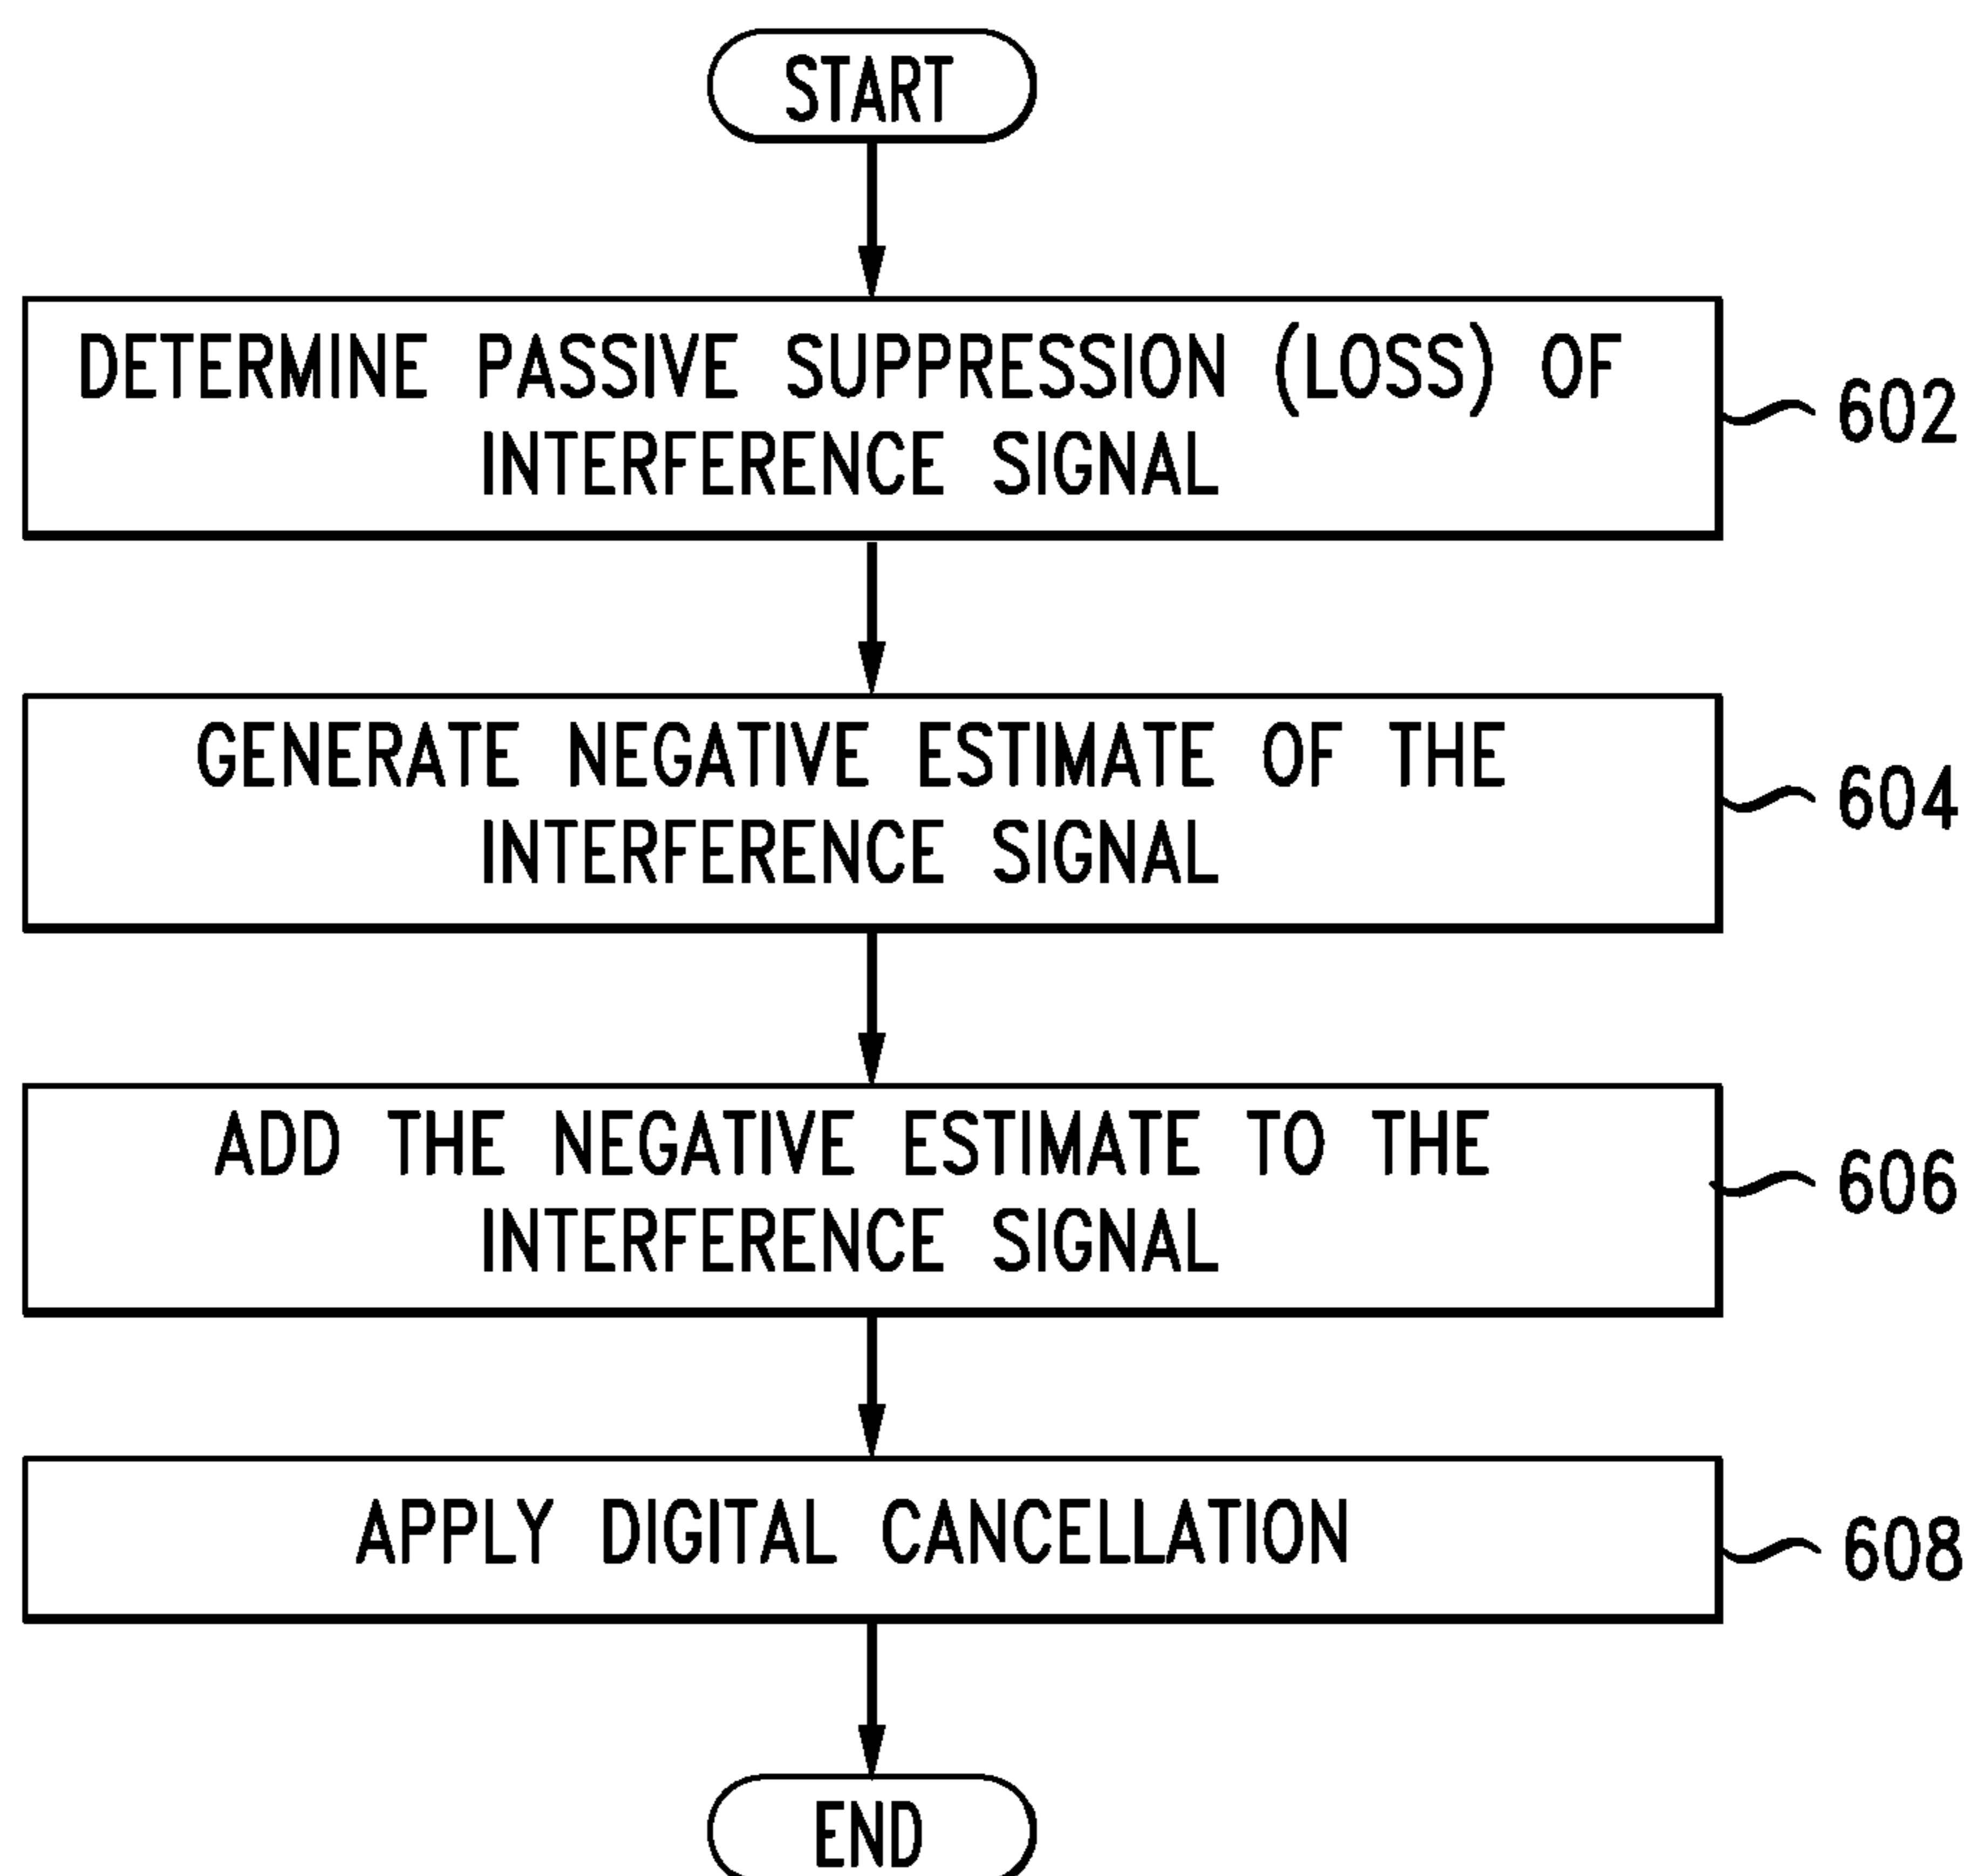 START
DETERMINE PASSIVE SUPPRESSION (LOSS) OF
INTERFERENCE SIGNAL
602
GENERATE NEGATIVE ESTIMATE OF THE
INTERFERENCE SIGNAL
604
ADD THE NEGATIVE ESTIMATE TO THE
INTERFERENCE SIGNAL
606
APPLY DIGITAL CANCELLATION
608
END